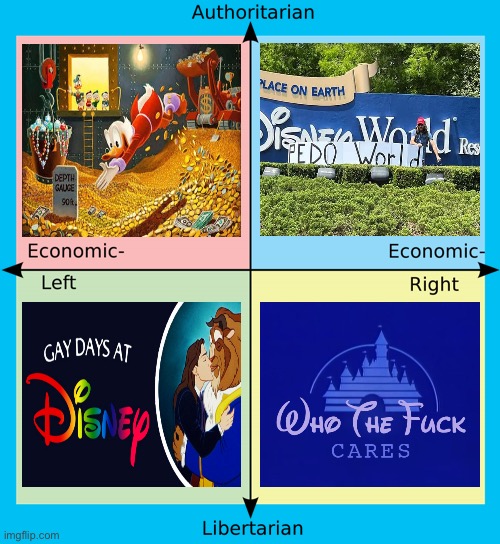 Authoritarian
PLACE ON EARTH
Disney World Res
PEDO World
DEPTH
GAUGE
90ft.
Economic-
Economic-
Left
Right
GAY DAYS AT
DISNEY
WHO THE FUCK
CARES
Libertarian
imgflip.com